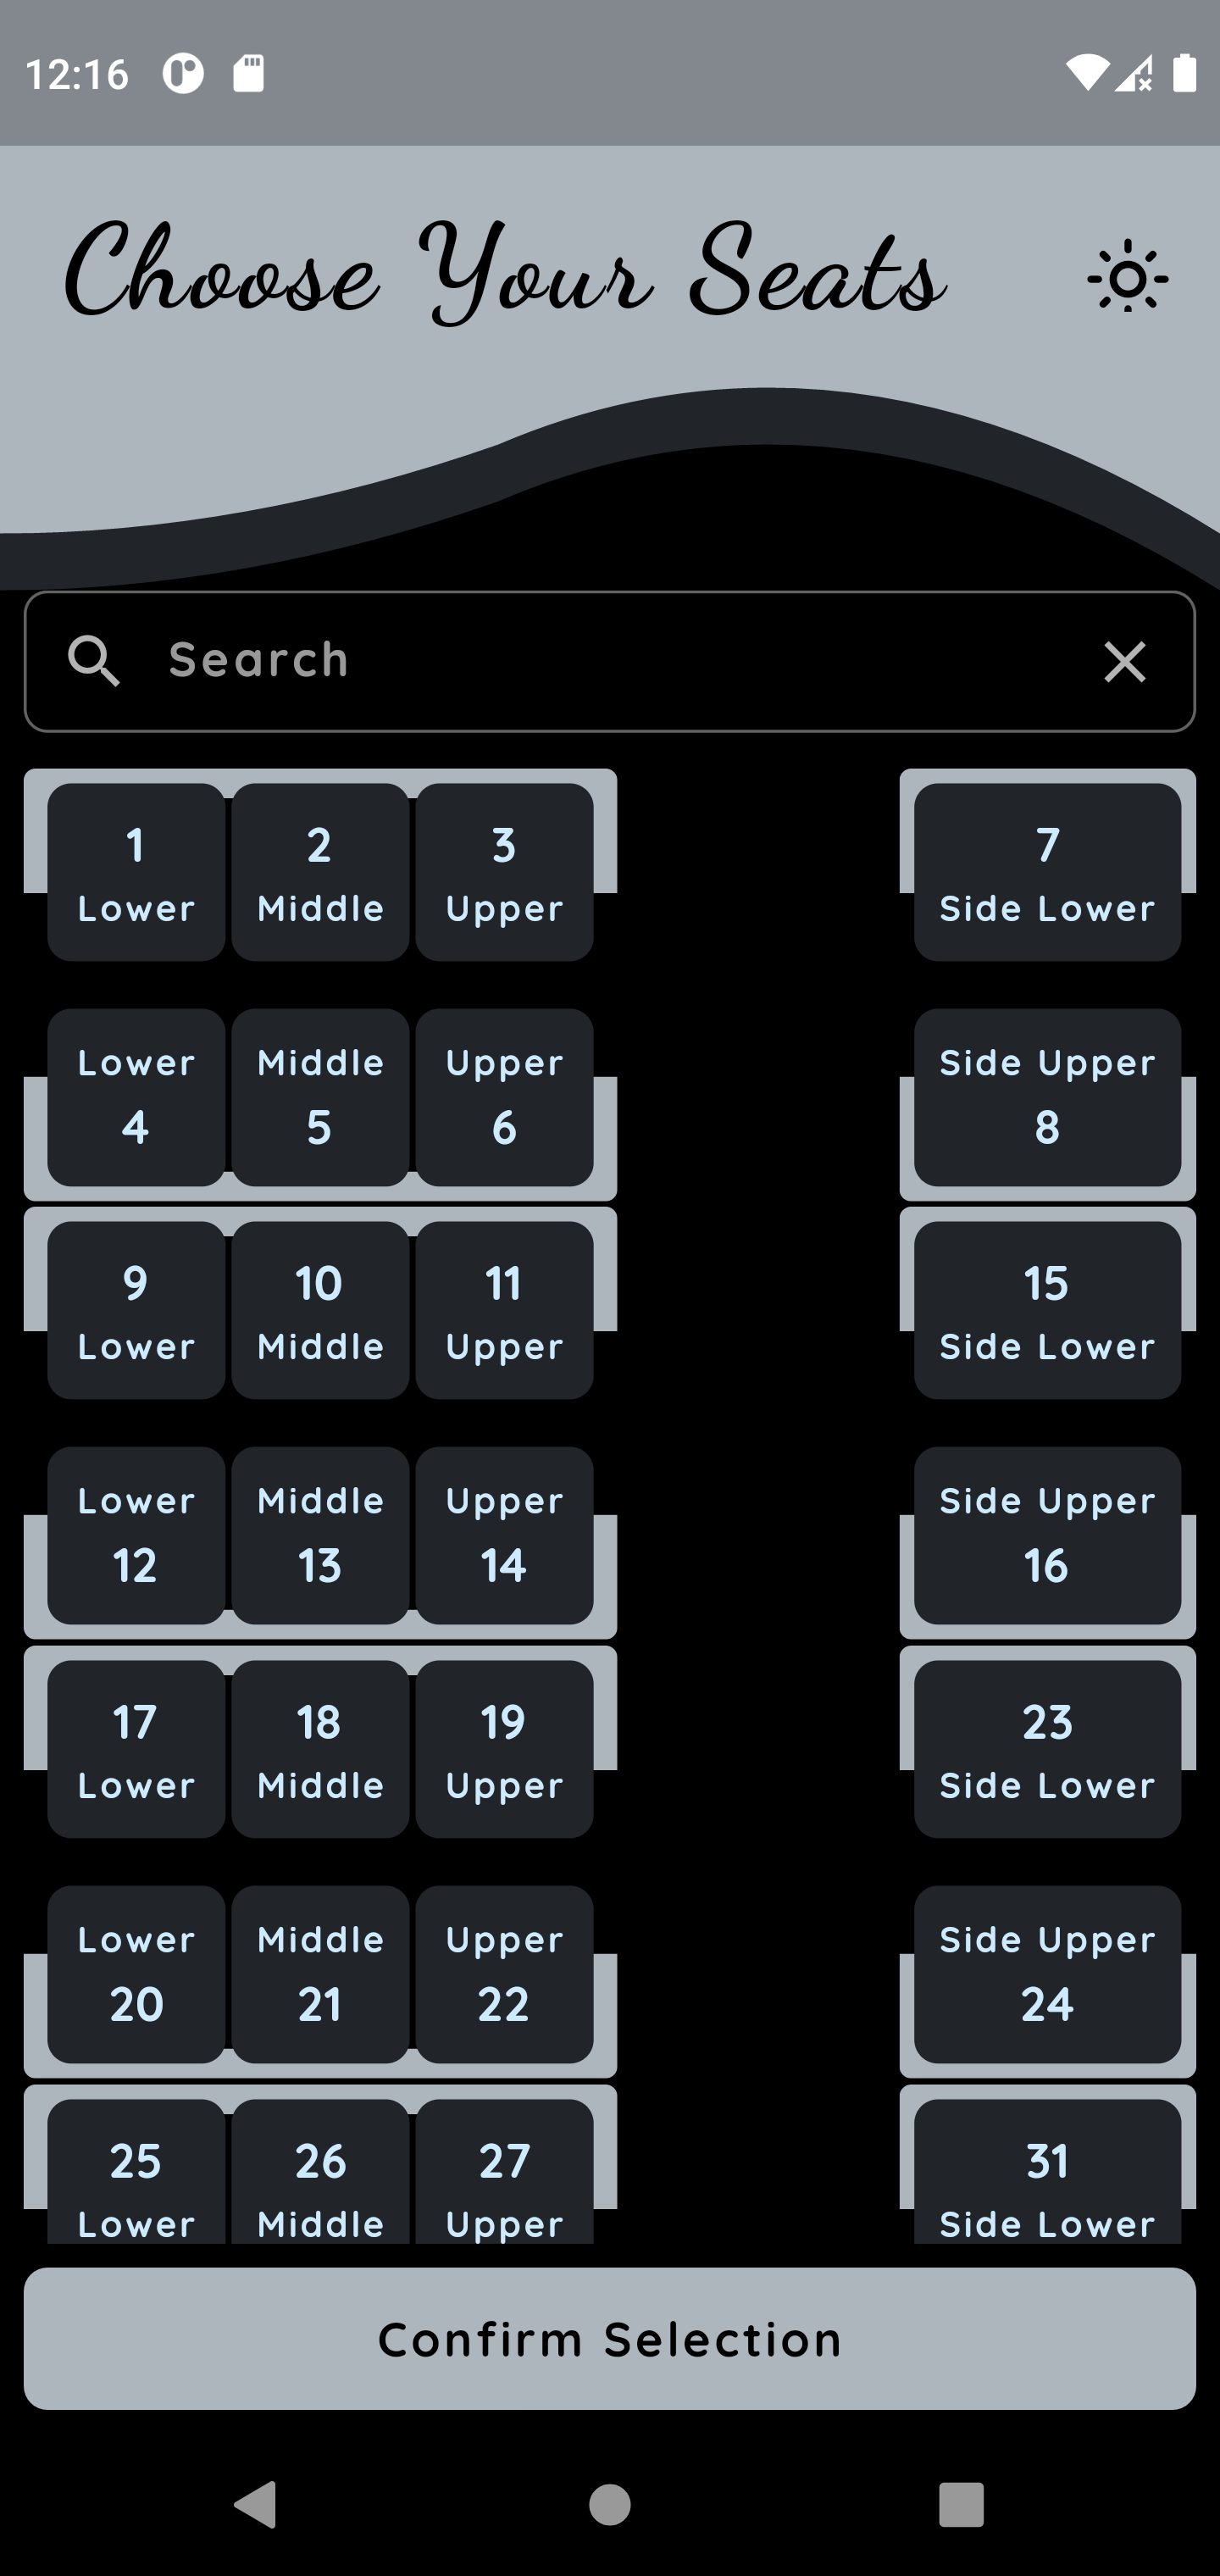 12:16
Choose Your Seats
Search
1 2 3 7
Lower Middle Upper Side Lower
Lower Middle Upper Side Upper
4 5 6 8
9 10 11 15
Lower Middle Upper Side Lower
Lower Middle Upper Side Upper
12 13 14 16
17 18 19 23
Lower Middle Upper Side Lower
Lower Middle Upper Side Upper
20 21 22 24
25 26 27 31
Lower Middle Upper Side Lower
Confirm Selection